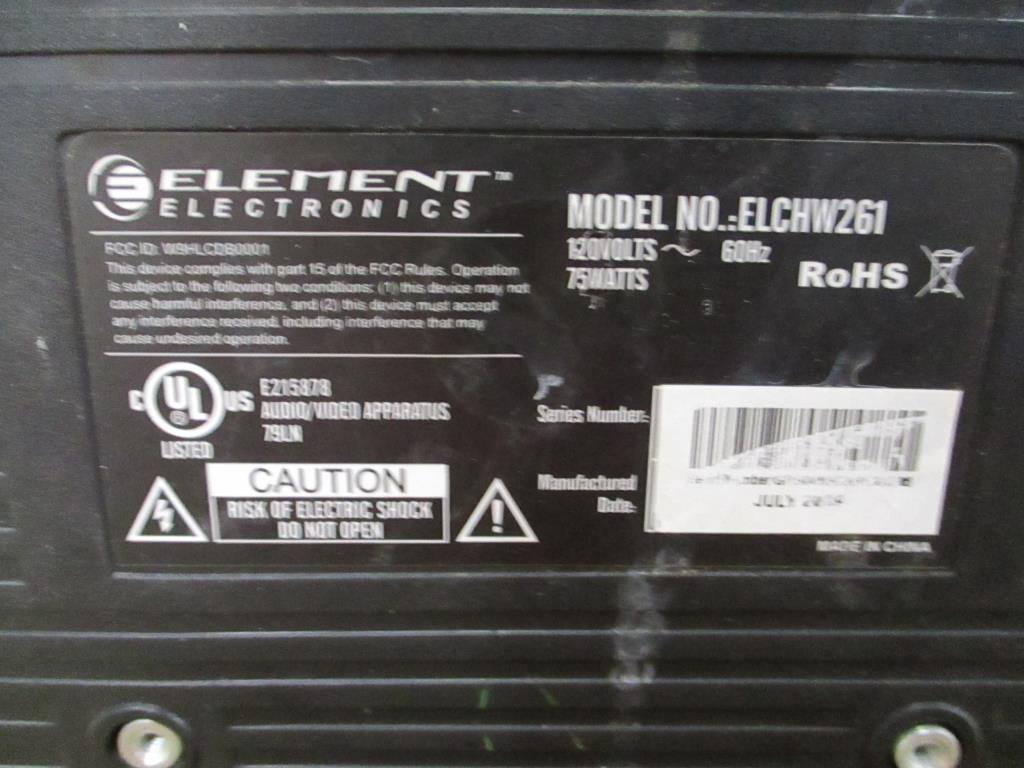 ELEMENT™
ELECTRONICS
FCC ID: W9HLCDB0001
This device complies with part 15 of the FCC Rules. Operation
is subject to the following two conditions: (1) this device may not
cause harmful interference, and (2) this device must accept
any interference received, including interference that may
cause undesired operation.
C UL US
®
LISTED
E215878
AUDIO/VIDEO APPARATUS
79LN
CAUTION
RISK OF ELECTRIC SHOCK
DO NOT OPEN
MODEL NO.:ELCHW261
120VOLTS ~ 60Hz
75WATTS
RoHS
Series Number:
Manufactured
Date:
JULY
MADE IN CHINA